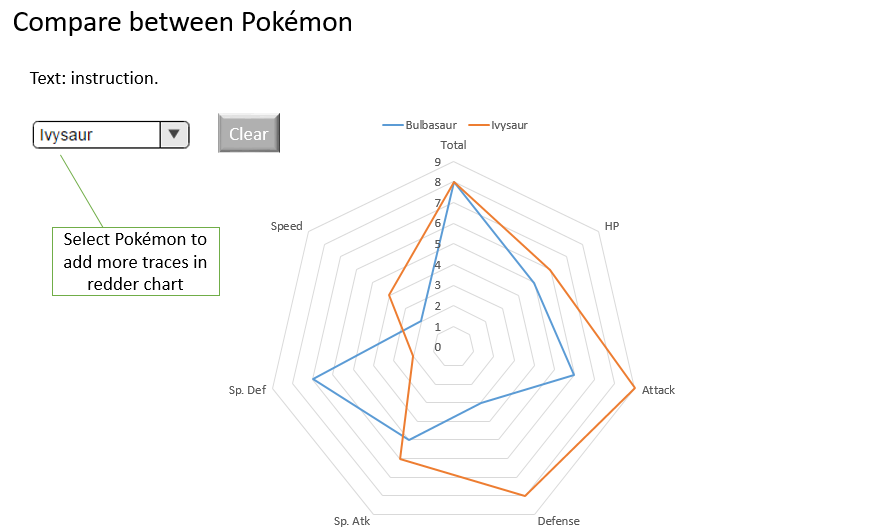 Compare between Pokémon
Text: instruction.
Ivysaur
Clear
Select Pokémon to
add more traces in
redder chart
Bulbasaur
Ivysaur
Total
9
8
7
6
5
4
3
2
1
0
HP
Attack
Defense
Sp. Atk
Sp. Def
Speed